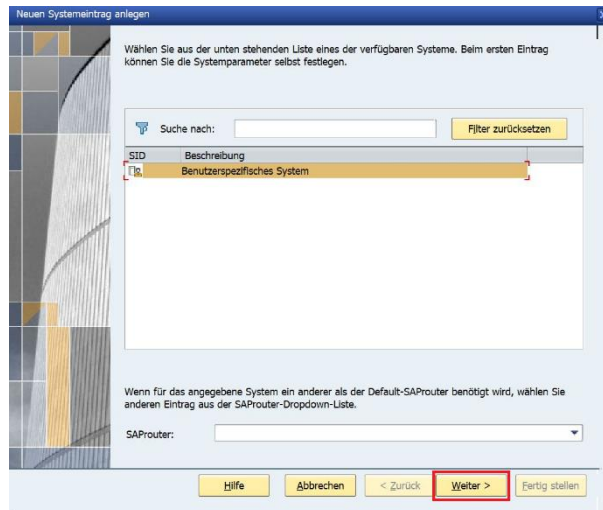 Neuen Systemeintrag anlegen
Wählen Sie aus der unten stehenden Liste eines der verfügbaren Systeme. Beim ersten Eintrag
können Sie die Systemparameter selbst festlegen.
Suche nach: Filter zurücksetzen
SID Beschreibung
Benutzerspezifisches System
Wenn für das angegebene System ein anderer als der Default-SAProuter benötigt wird, wählen Sie
anderen Eintrag aus der SAProuter-Dropdown-Liste.
SAProuter:
Hilfe Abbrechen < Zurück Weiter > Fertig stellen